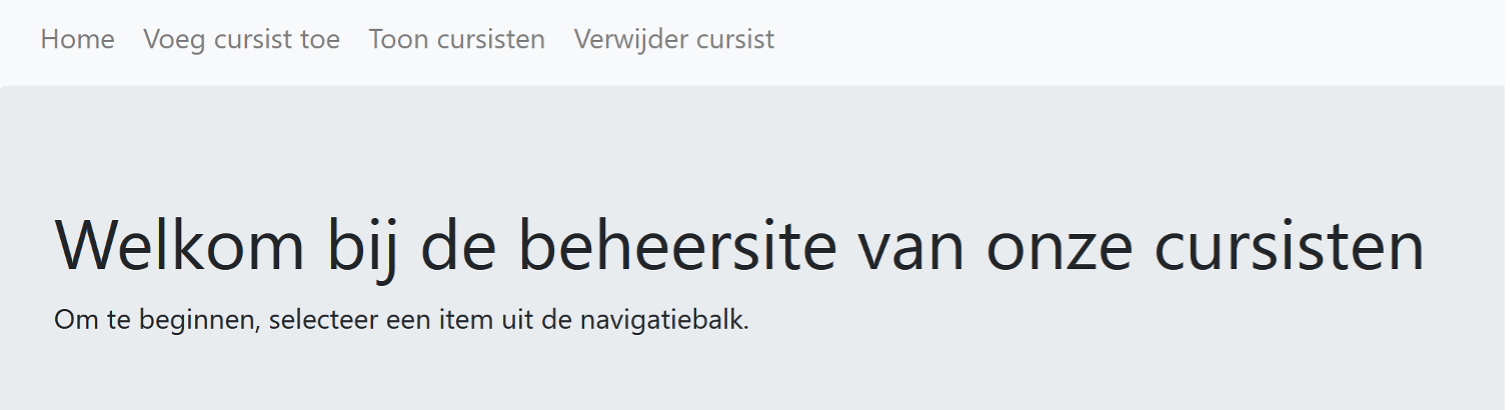 Home Voeg cursist toe Toon cursisten Verwijder cursist
Welkom bij de beheersite van onze cursisten
Om te beginnen, selecteer een item uit de navigatiebalk.